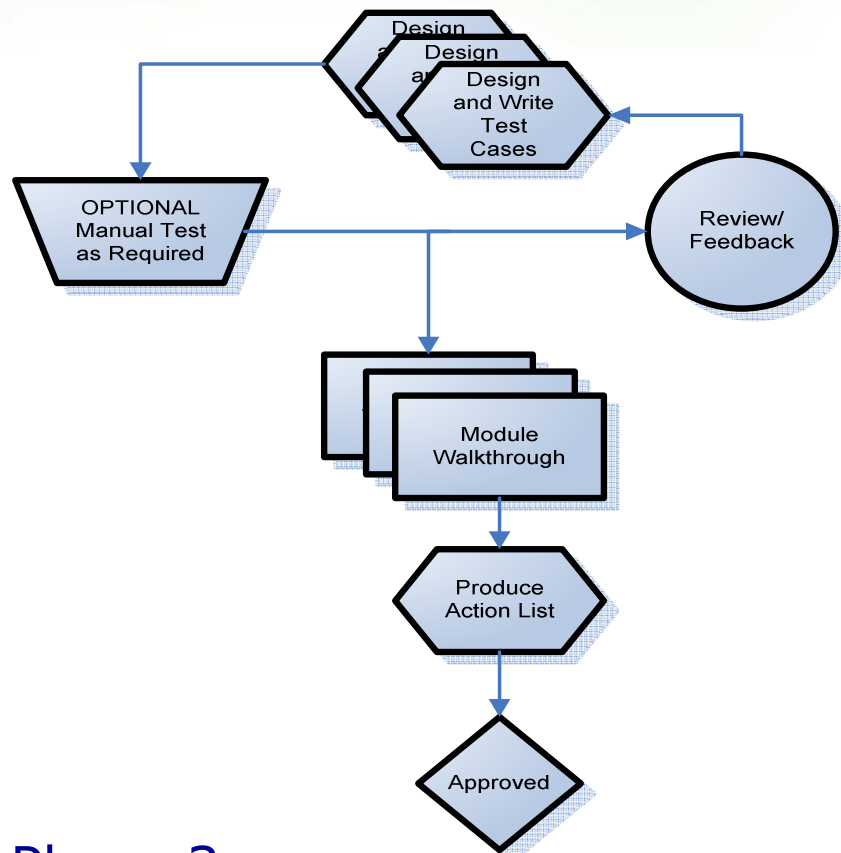 Design
Design
Design
and Write
Test
Cases
OPTIONAL
Manual Test
as Required
Review/
Feedback
Module
Walkthrough
Produce
Action List
Approved